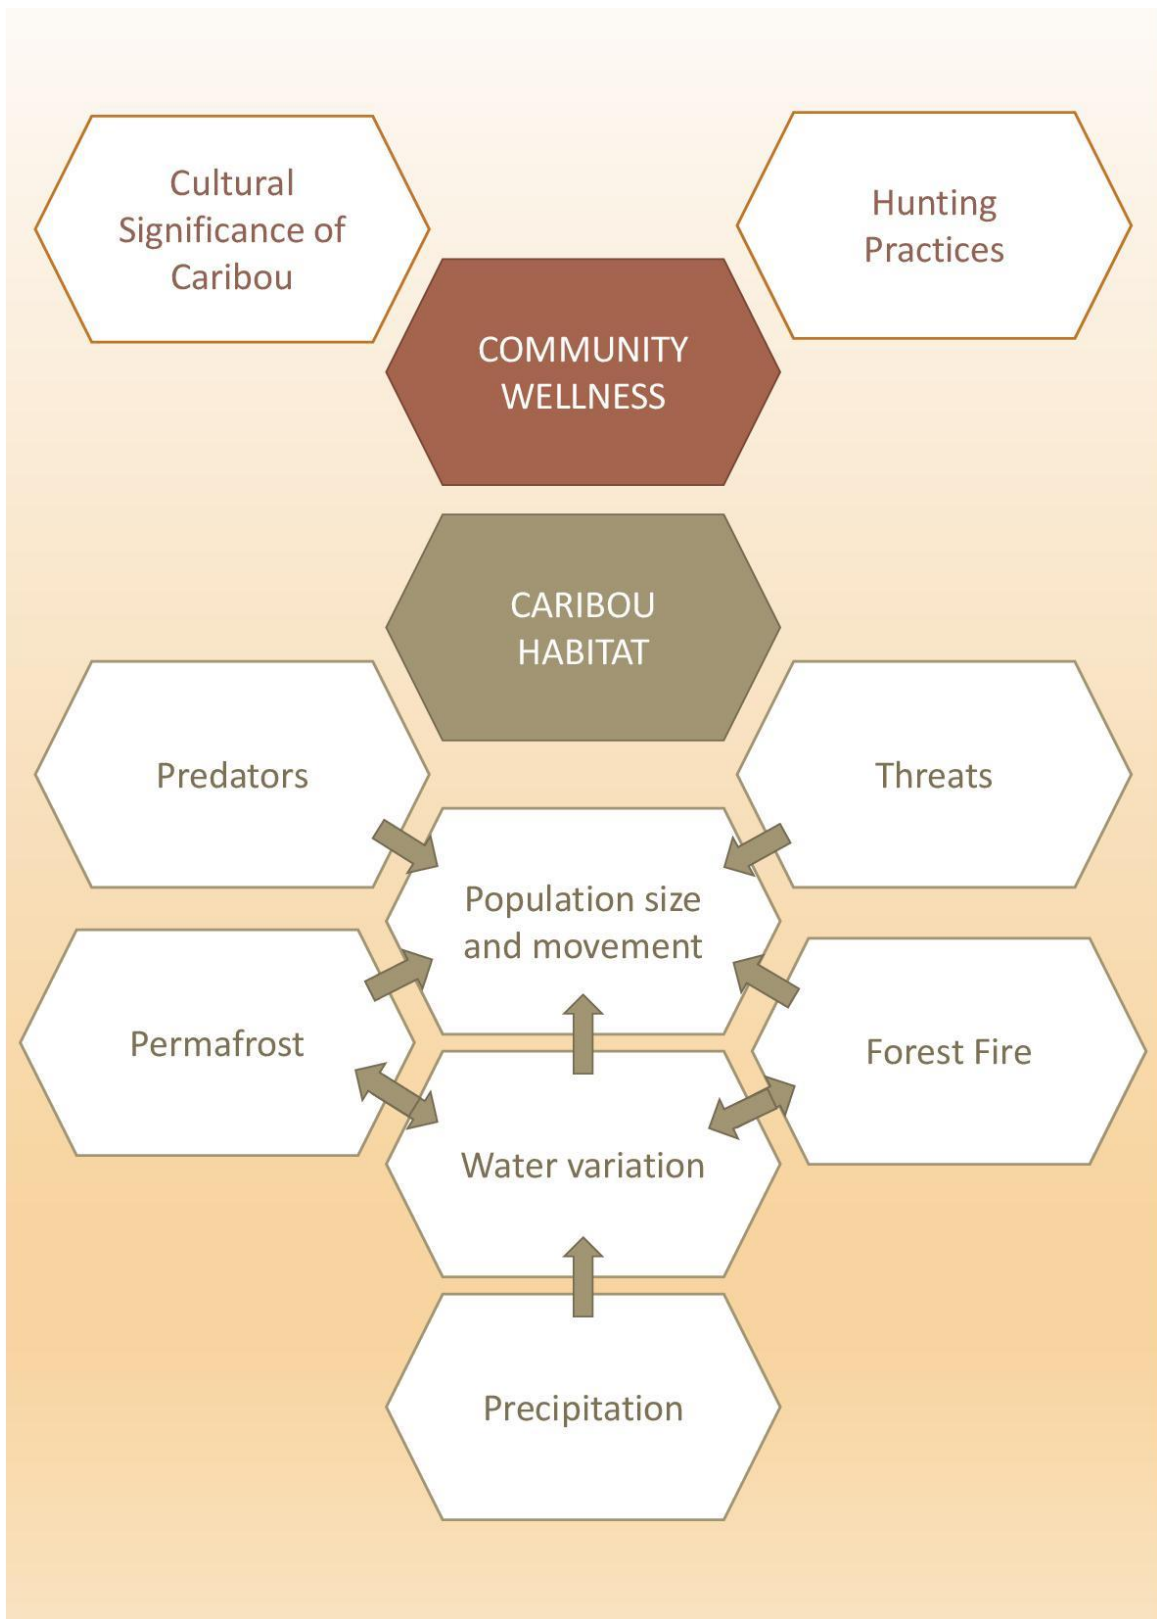 Cultural
Significance of
Caribou
Hunting
Practices
COMMUNITY
WELLNESS
CARIBOU
HABITAT
Predators
Threats
Population size
and movement
Permafrost
Forest Fire
Water variation
Precipitation